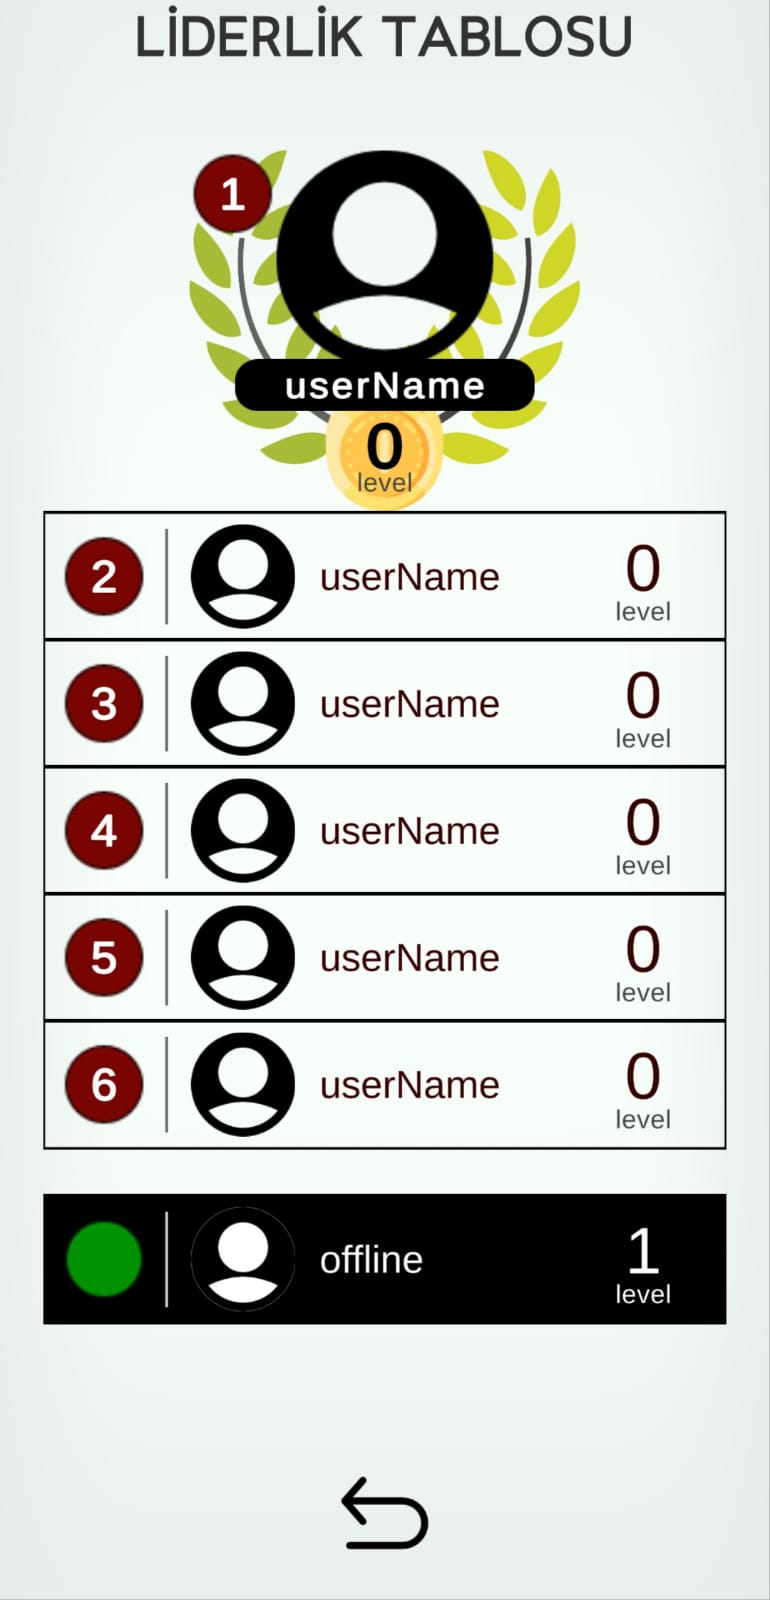 LİDERLİK TABLOSU
1
userName
0
level
2 userName 0
level
3 userName 0
level
4 userName 0
level
5 userName 0
level
6 userName 0
level
offline 1
level